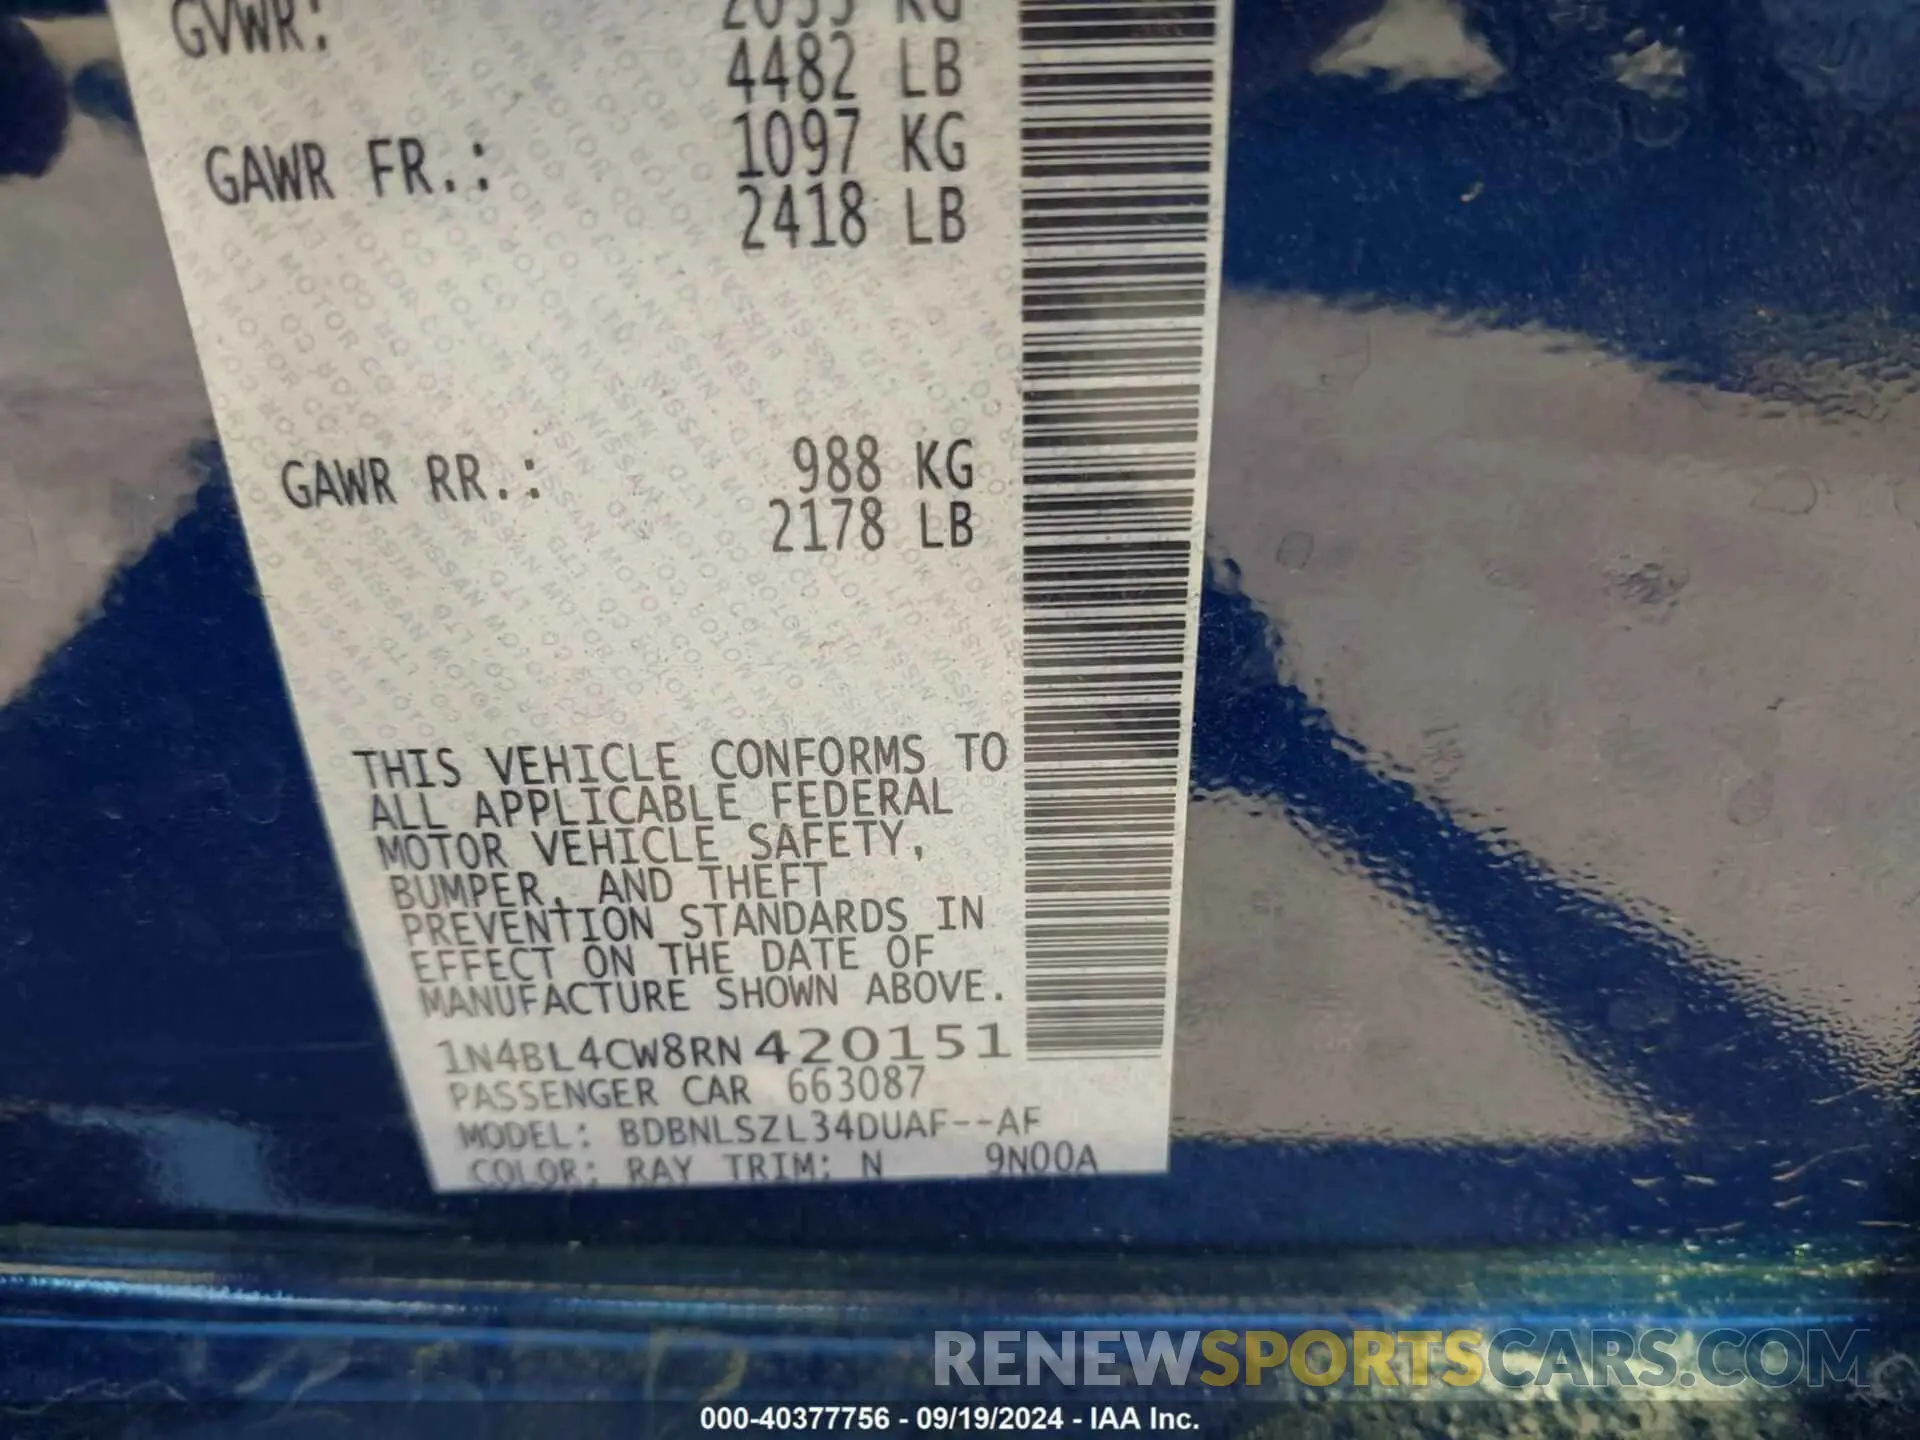 GVWR: 2033 KG
4482 LB
GAWR FR.: 1097 KG
2418 LB
GAWR RR.: 988 KG
2178 LB
THIS VEHICLE CONFORMS TO
ALL APPLICABLE FEDERAL
MOTOR VEHICLE SAFETY,
BUMPER, AND THEFT
PREVENTION STANDARDS IN
EFFECT ON THE DATE OF
MANUFACTURE SHOWN ABOVE.
1N4BL4CW8RN420151
PASSENGER CAR 663087
MODEL: BDBNLSZL34DUAF--AF
COLOR: RAY TRIM: N 9N00A
RENEWSPORTSCARS.COM
000-40377756 - 09/19/2024 - IAA Inc.